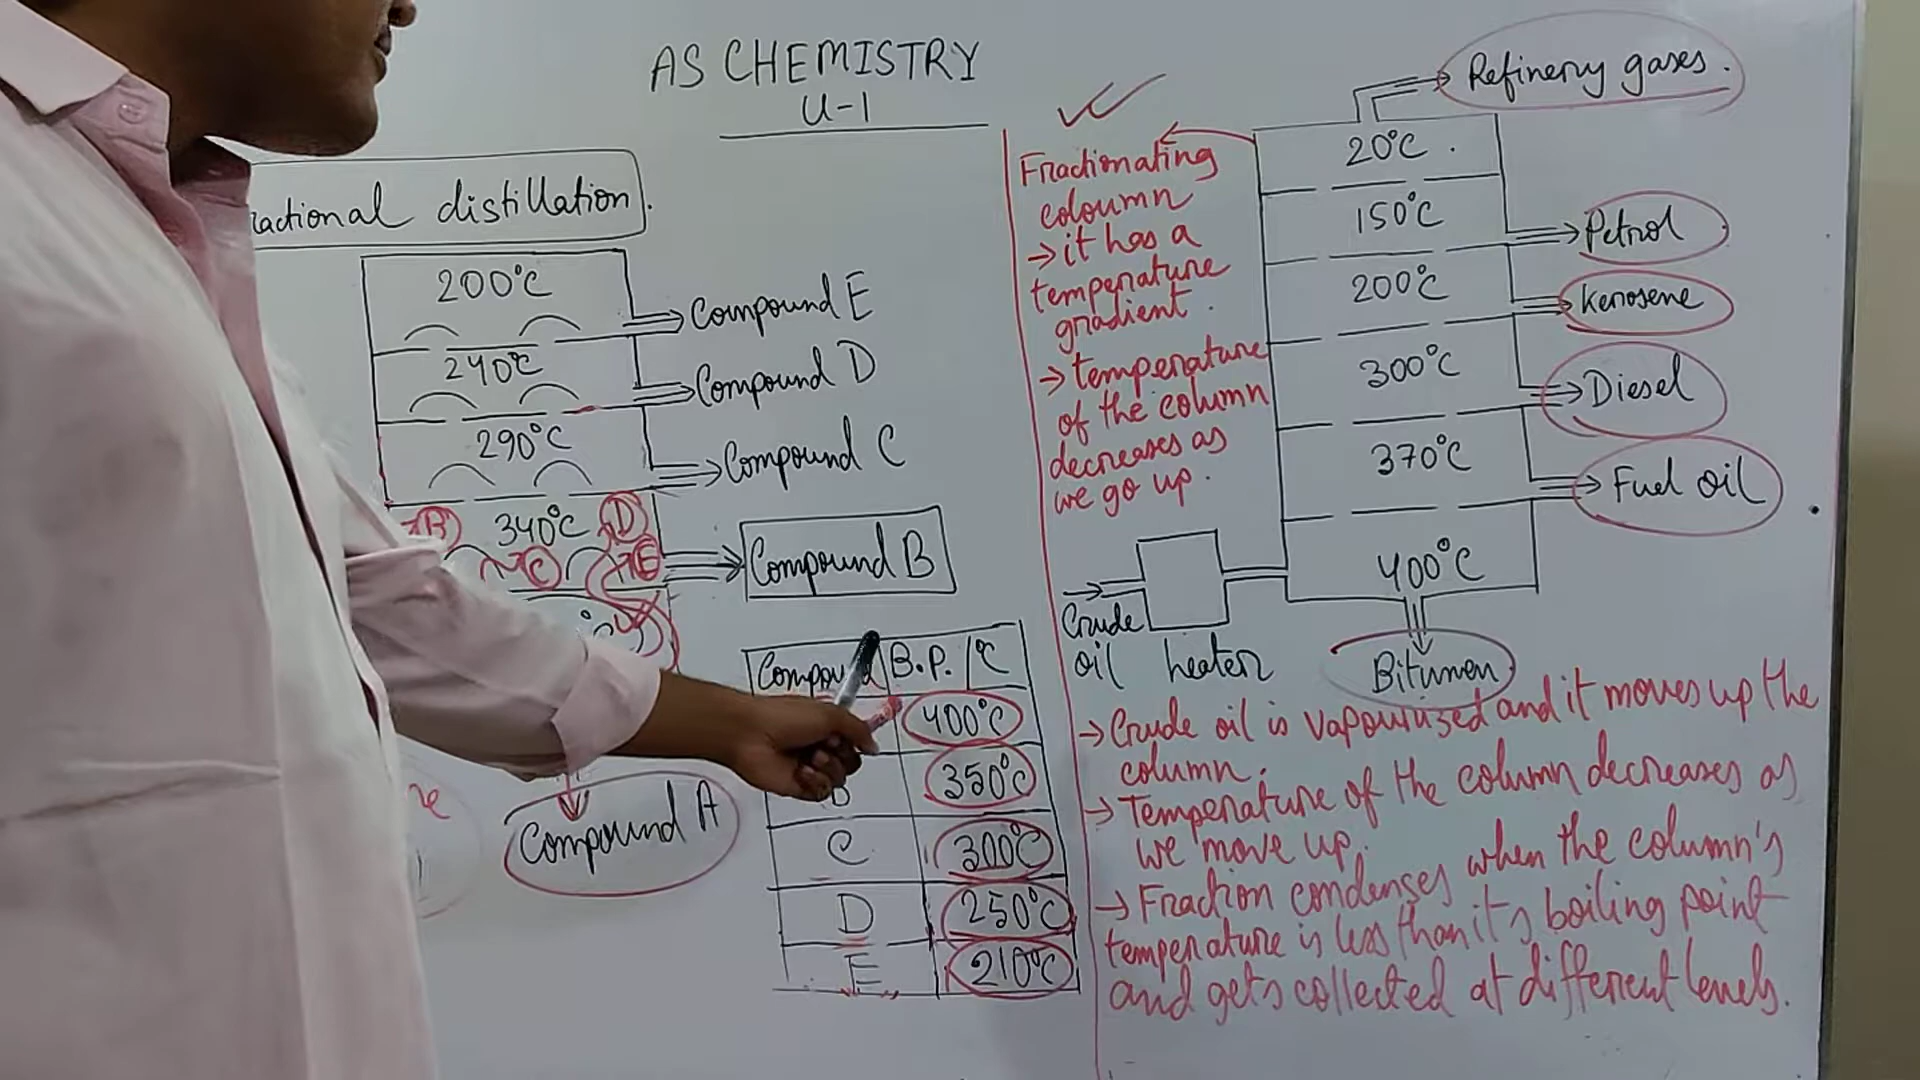 AS CHEMISTRY
U-1
ractional distillation.
200°C
Compound E
240°C
Compound D
290°C
Compound C
B 340°C D
C E
Compound B
Compound A
Compound B.P./°C
400°C
B 350°C
C 300°C
D 250°C
E 210°C
Fractionating
coloumn
→ it has a
temperature
gradient.
→ temperature
of the column
decreases as
we go up.
Refinery gases.
20°C.
150°C
Petrol
200°C
Kerosene
300°C
Diesel
370°C
Fuel oil
400°C
Crude
oil heater
Bitumen
→ Crude oil is vapourized and it moves up the
column.
→ Temperature of the column decreases as
we move up.
→ Fraction condenses when the column's
temperature is less than it's boiling point
and gets collected at different levels.